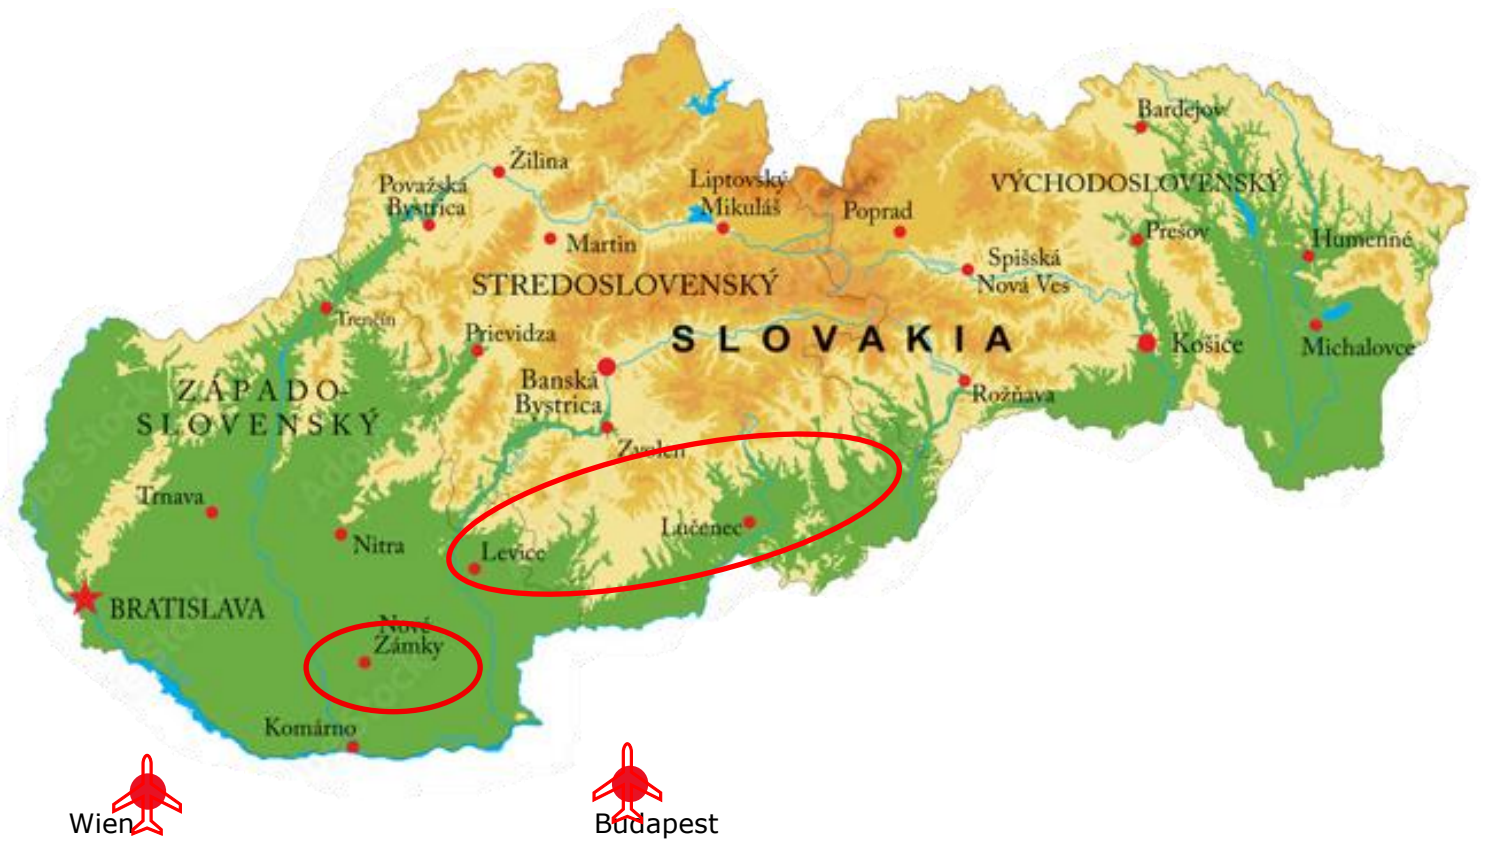 Bardejov
Žilina
Považská
Bystrica
Liptovský
Mikuláš
VÝCHODOSLOVENSKÝ
Poprad
Martin
Prešov
Humenné
Spišská
Nová Ves
STREDOSLOVENSKÝ
Trenčín
Prievidza
SLOVAKIA
Košice
Michalovce
ZÁPADO-
SLOVENSKÝ
Banská
Bystrica
Rožňava
Zvolen
Trnava
Nitra
Levice
Lučenec
BRATISLAVA
Nové
Zámky
Komárno
Wien
Budapest